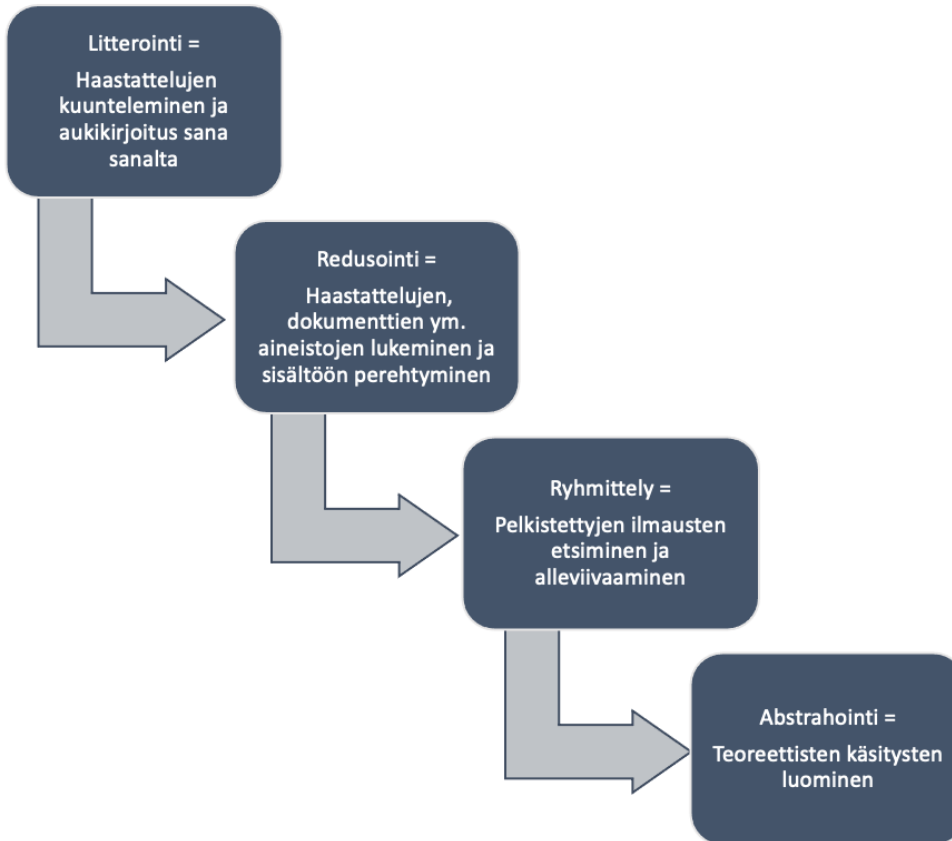 Litterointi =
Haastattelujen
kuunteleminen ja
aukikirjoitus sana
sanalta
Redusointi =
Haastattelujen,
dokumenttien ym.
aineistojen lukeminen ja
sisältöön perehtyminen
Ryhmittely =
Pelkistettyjen ilmausten
etsiminen ja
alleviivaaminen
Abstrahointi =
Teoreettisten käsitysten
luominen